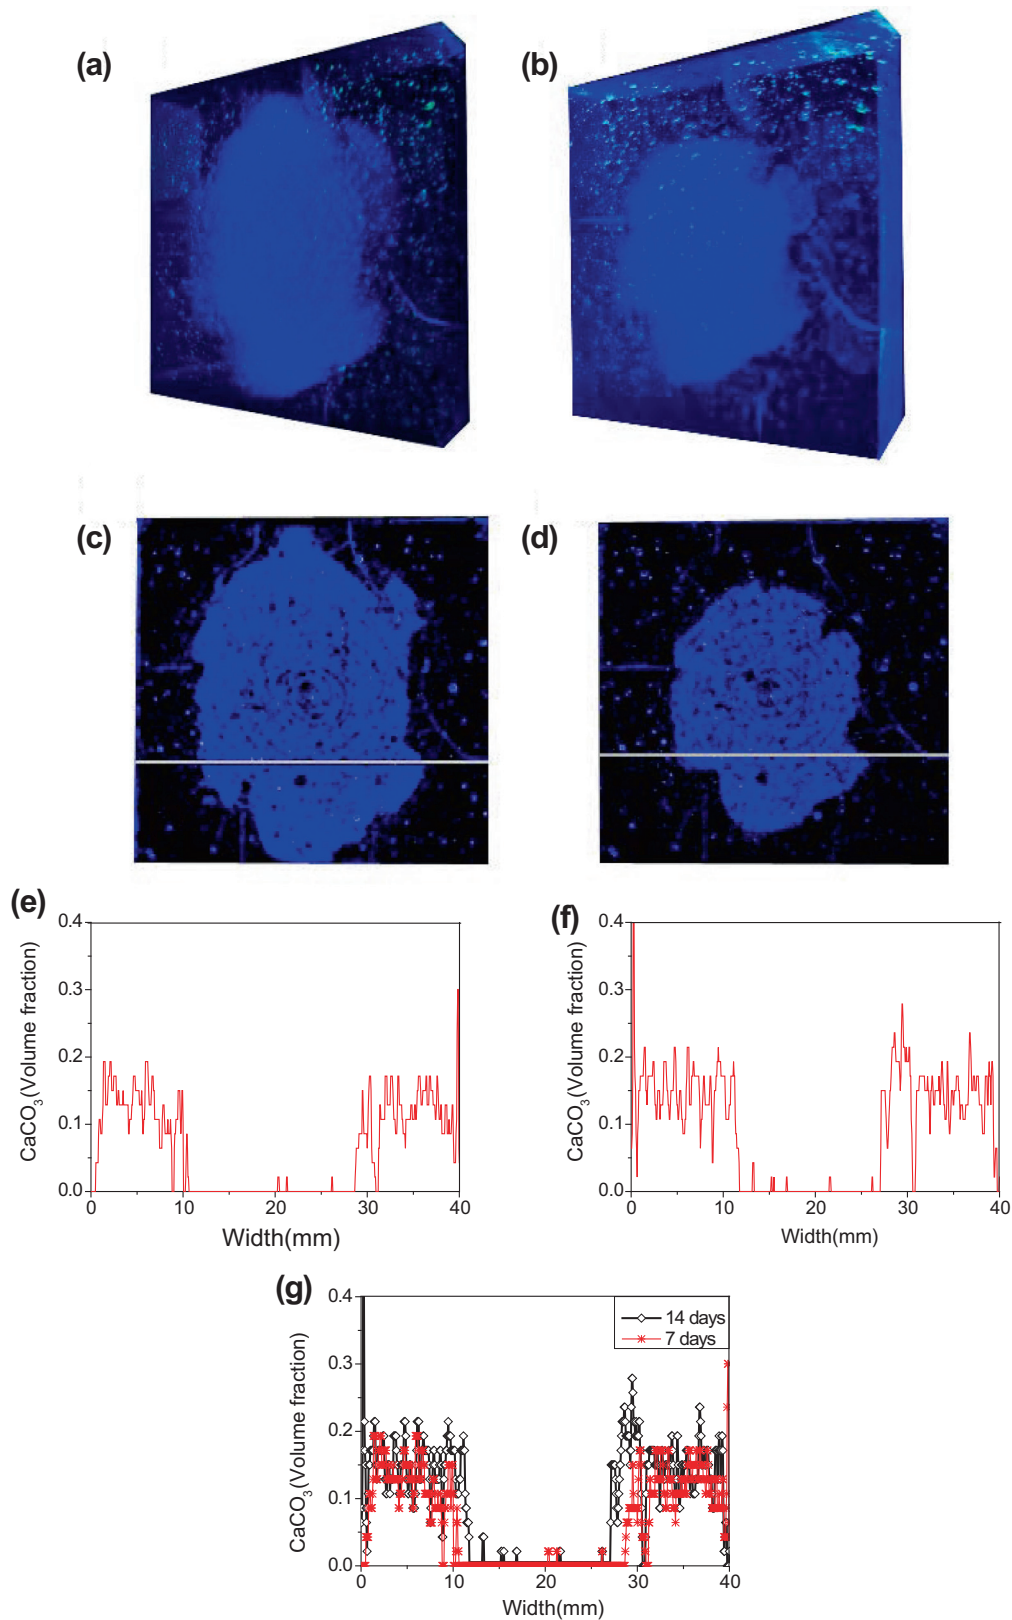 (a)
(b)
(c)
(d)
(e)
(f)
CaCO3(Volume fraction)
0.4
0.3
0.2
0.1
0.0
0 10 20 30 40
Width(mm)
CaCO3(Volume fraction)
0.4
0.3
0.2
0.1
0.0
0 10 20 30 40
Width(mm)
(g)
CaCO3(Volume fraction)
0.4
0.3
0.2
0.1
0.0
14 days
7 days
0 10 20 30 40
Width(mm)